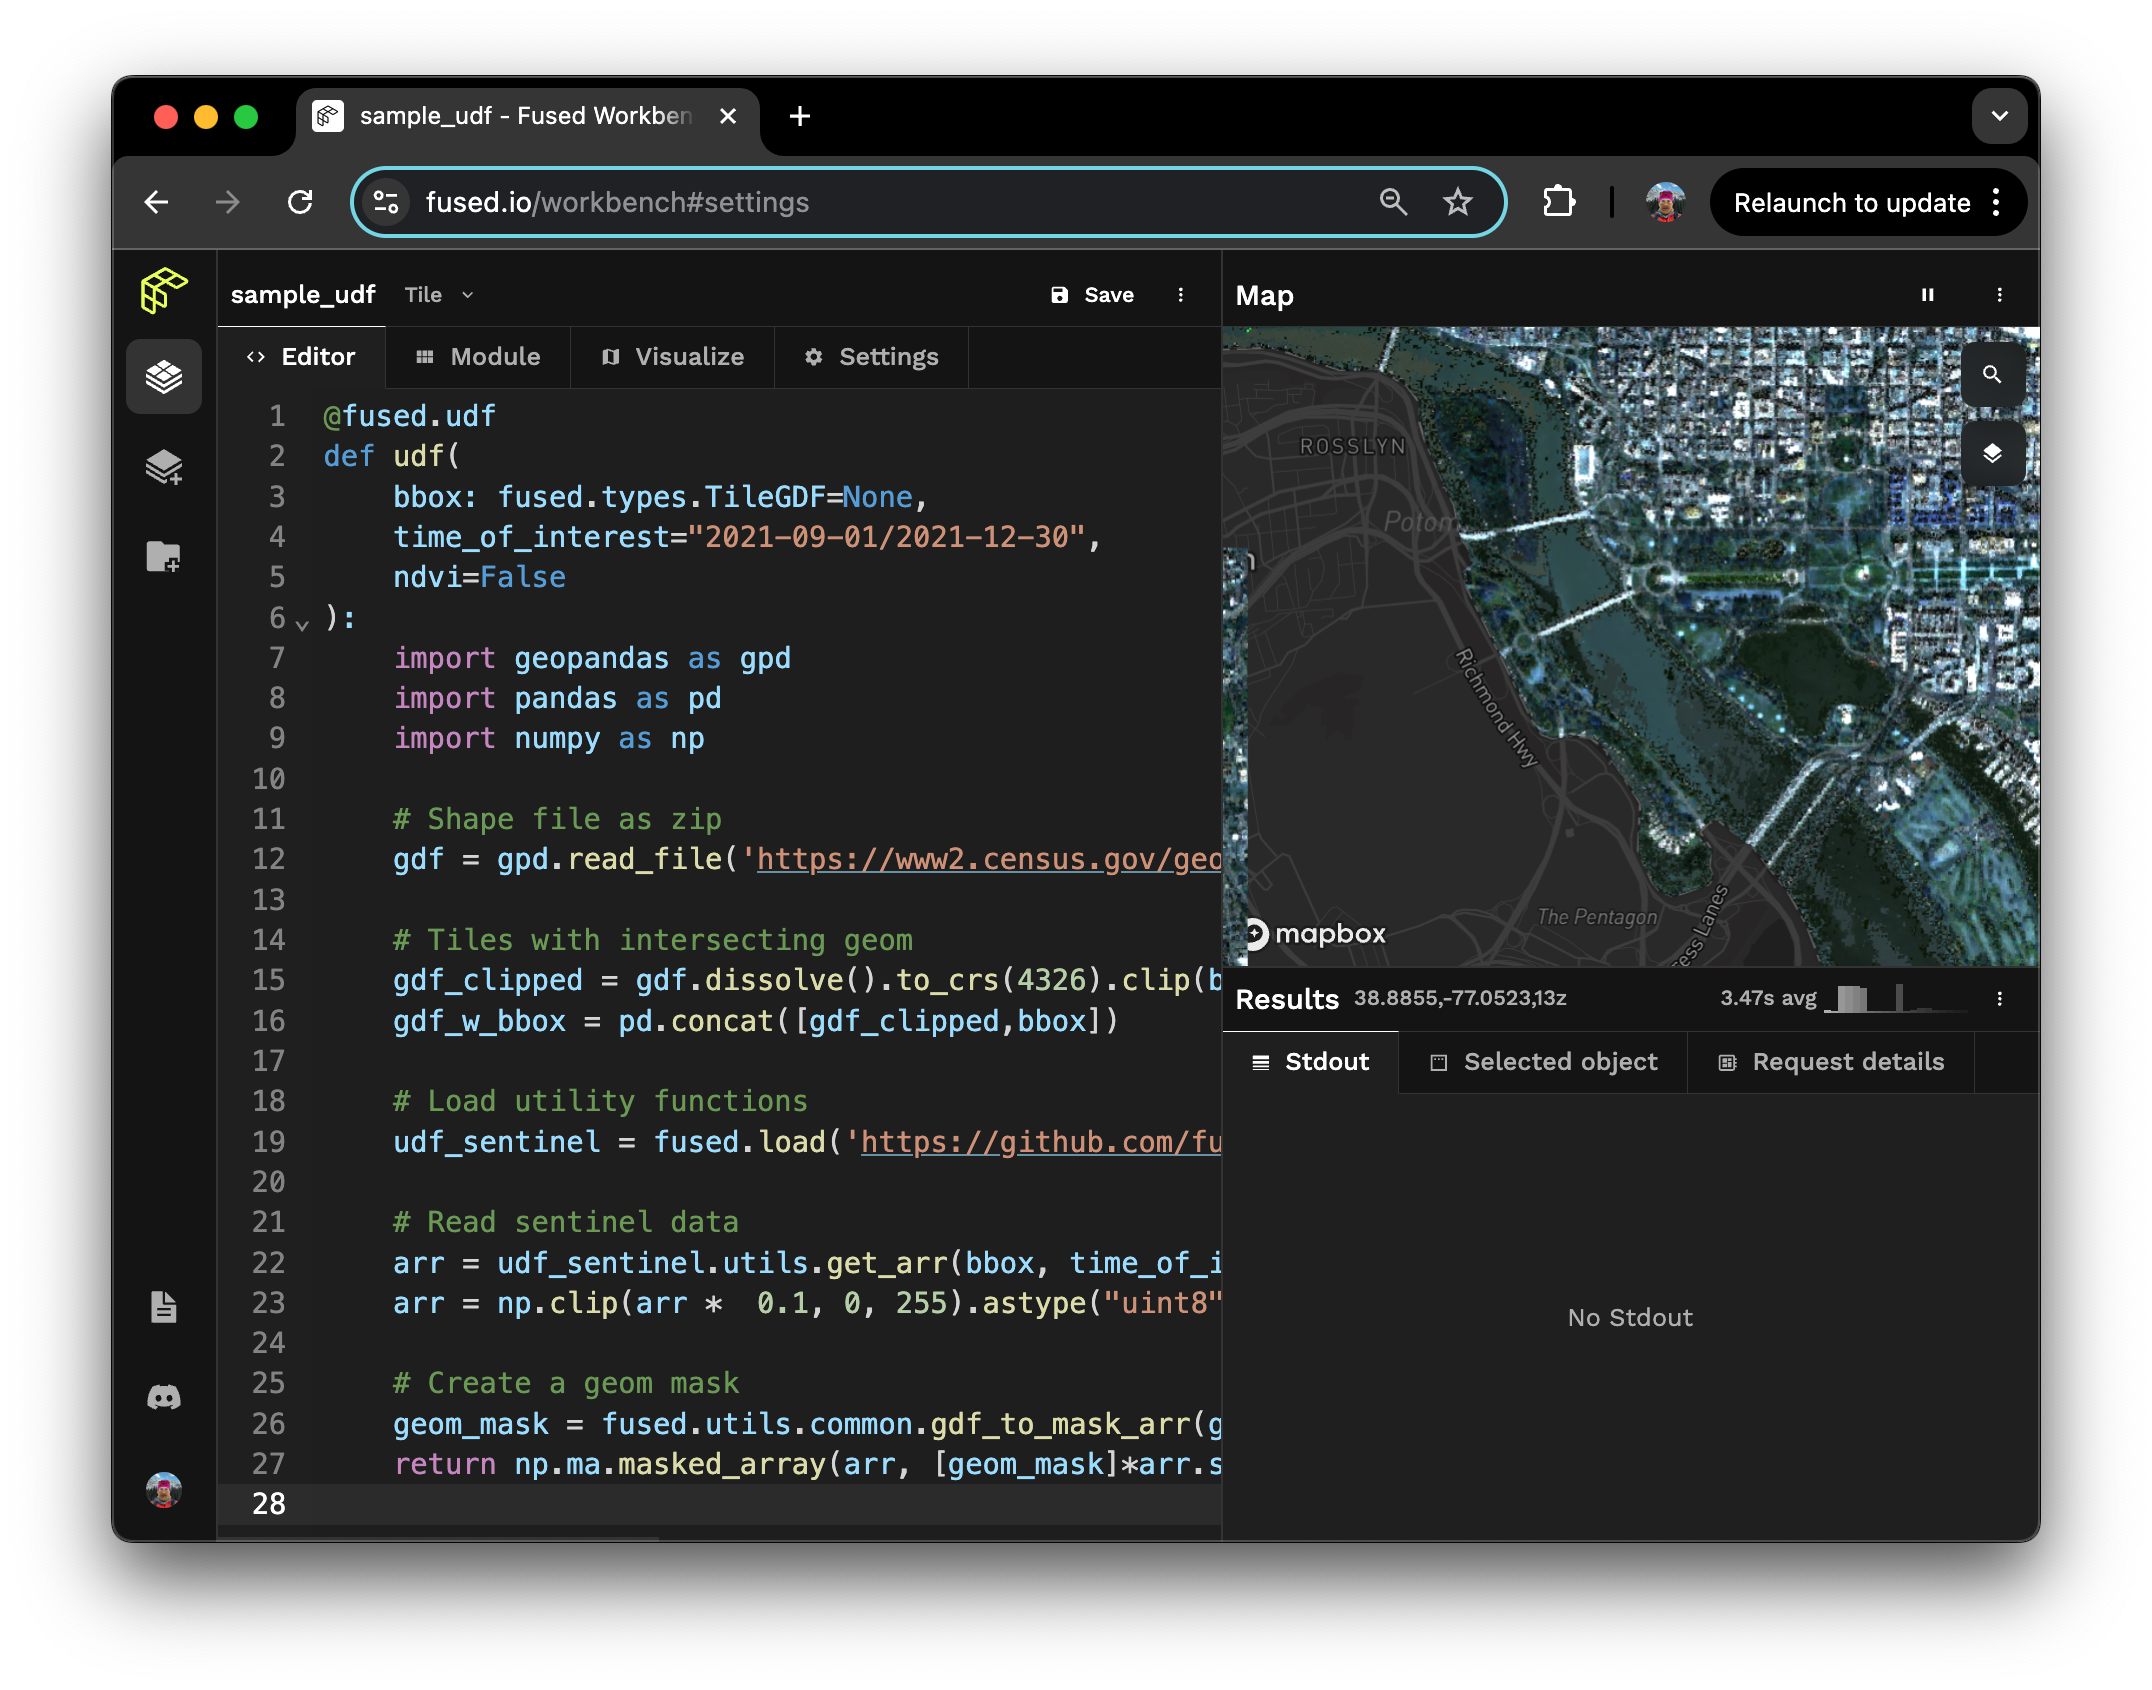 sample_udf - Fused Workben
fused.io/workbench#settings
Relaunch to update
sample_udf Tile Save
Editor Module Visualize Settings
1 @fused.udf
2 def udf(
3 bbox: fused.types.TileGDF=None,
4 time_of_interest="2021-09-01/2021-12-30",
5 ndvi=False
6 ):
7 import geopandas as gpd
8 import pandas as pd
9 import numpy as np
10
11 # Shape file as zip
12 gdf = gpd.read_file('https://www2.census.gov/geo
13
14 # Tiles with intersecting geom
15 gdf_clipped = gdf.dissolve().to_crs(4326).clip(b
16 gdf_w_bbox = pd.concat([gdf_clipped,bbox])
17
18 # Load utility functions
19 udf_sentinel = fused.load('https://github.com/fu
20
21 # Read sentinel data
22 arr = udf_sentinel.utils.get_arr(bbox, time_of_i
23 arr = np.clip(arr *  0.1, 0, 255).astype("uint8"
24
25 # Create a geom mask
26 geom_mask = fused.utils.common.gdf_to_mask_arr(g
27 return np.ma.masked_array(arr, [geom_mask]*arr.s
28
Map
ROSSLYN
Potom
n
Richmond Hwy
The Pentagon
ess Lanes
mapbox
Results 38.8855,-77.0523,13z 3.47s avg
Stdout Selected object Request details
No Stdout